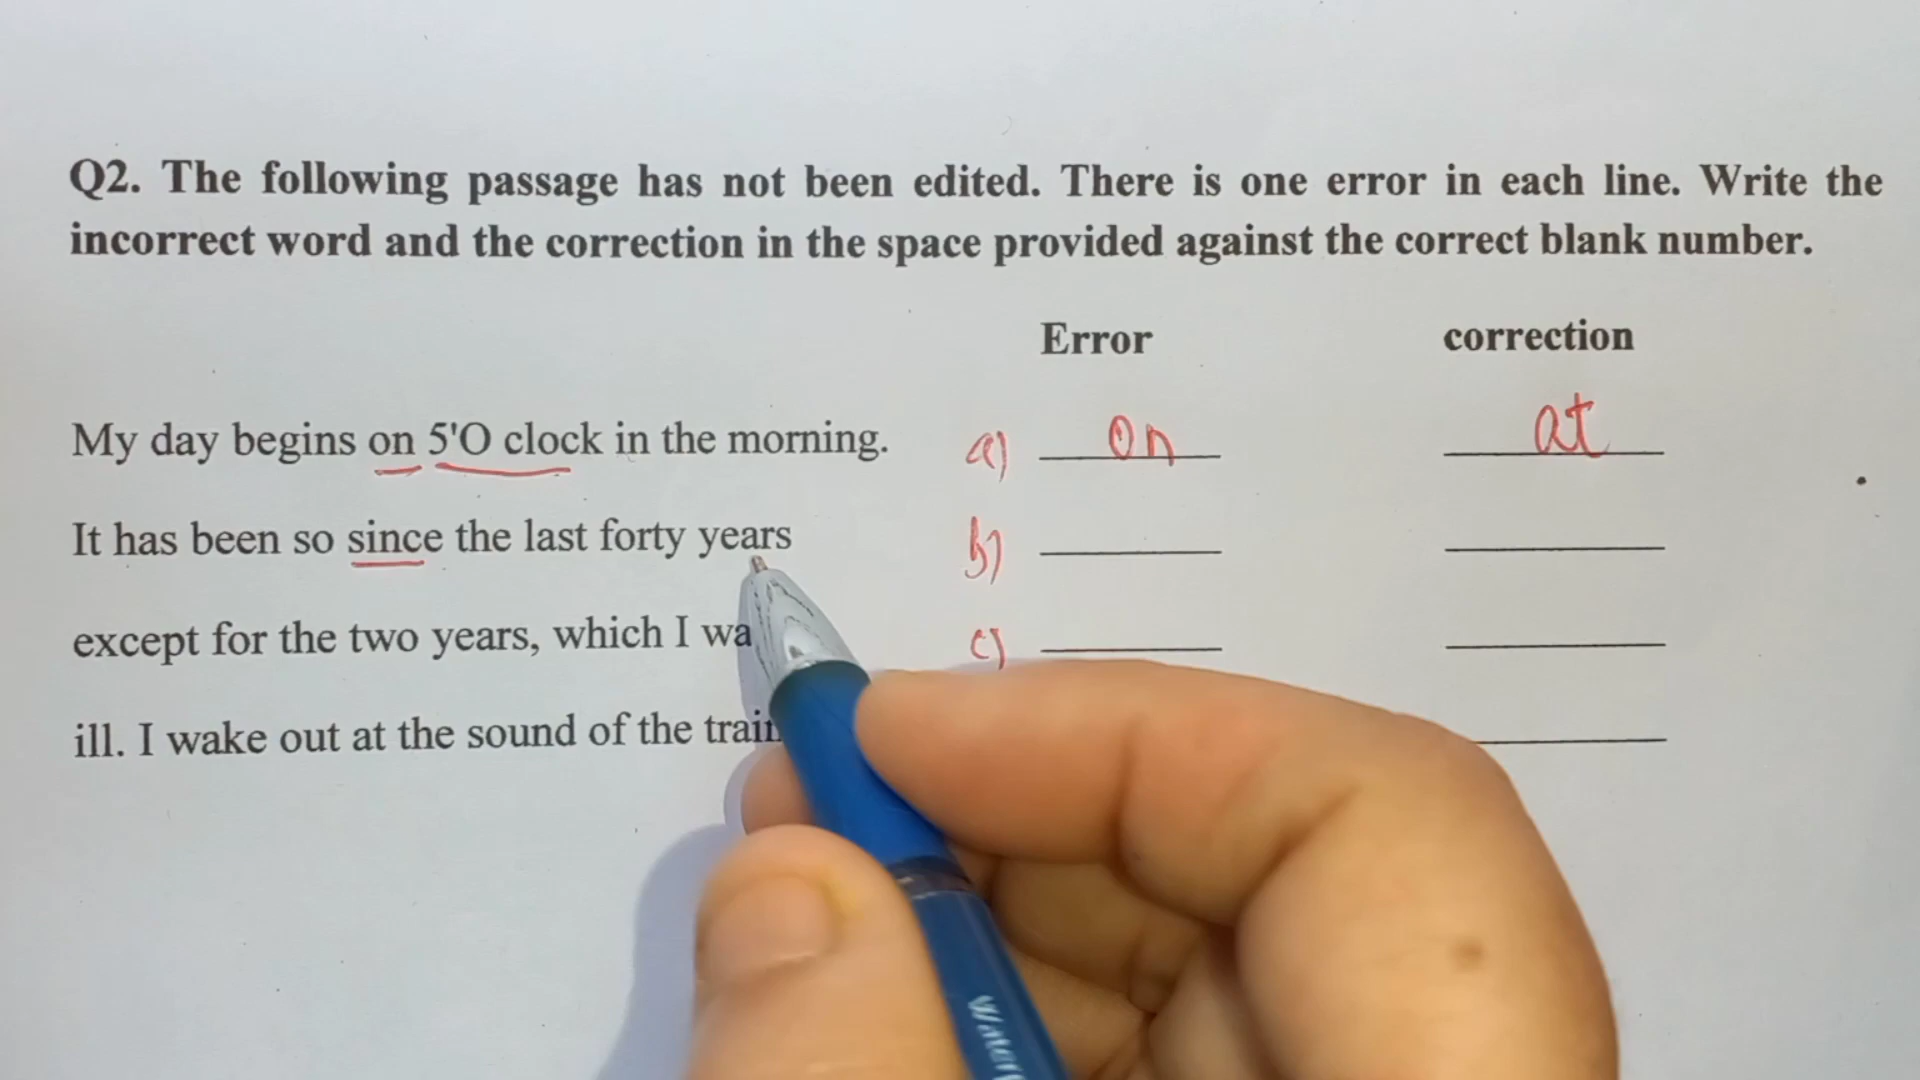 Q2. The following passage has not been edited. There is one error in each line. Write the
incorrect word and the correction in the space provided against the correct blank number.
Error correction
My day begins on 5'O clock in the morning. a) on at
It has been so since the last forty years b)
except for the two years, which I c)
ill. I wake out at the sound of the